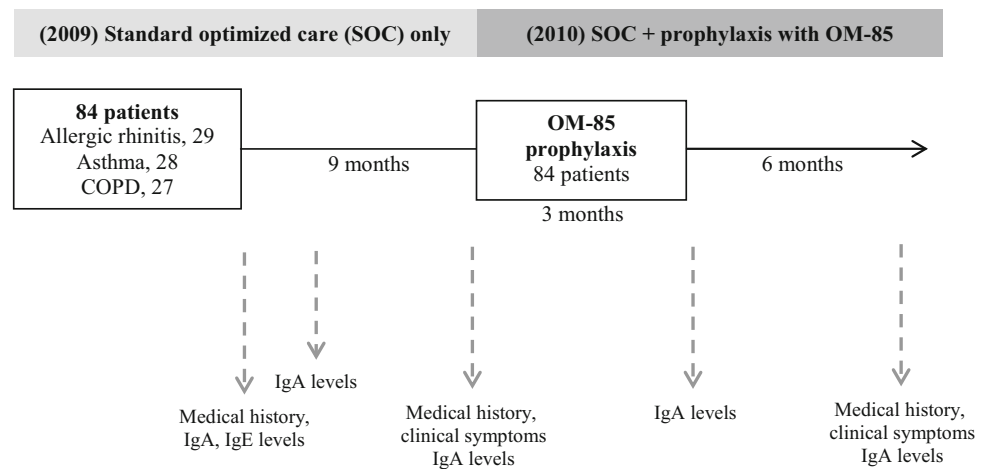 (2009) Standard optimized care (SOC) only
(2010) SOC + prophylaxis with OM-85
84 patients
Allergic rhinitis, 29
Asthma, 28
COPD, 27
9 months
OM-85
prophylaxis
84 patients
3 months
6 months
Medical history,
IgA, IgE levels
IgA levels
Medical history,
clinical symptoms
IgA levels
IgA levels
Medical history,
clinical symptoms
IgA levels